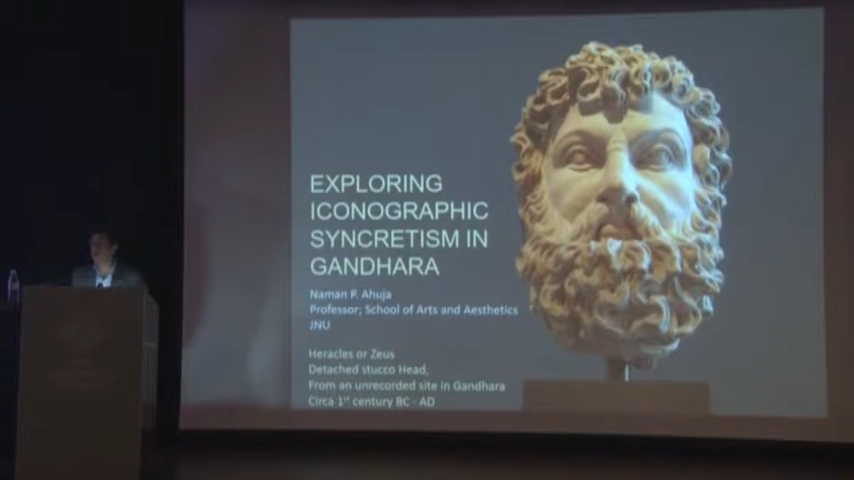 EXPLORING
ICONOGRAPHIC
SYNCRETISM IN
GANDHARA
Naman P. Ahuja
Professor; School of Arts and Aesthetics
JNU
Heracles or Zeus
Detached stucco Head,
From an unrecorded site in Gandhara
Circa 1st century BC - AD